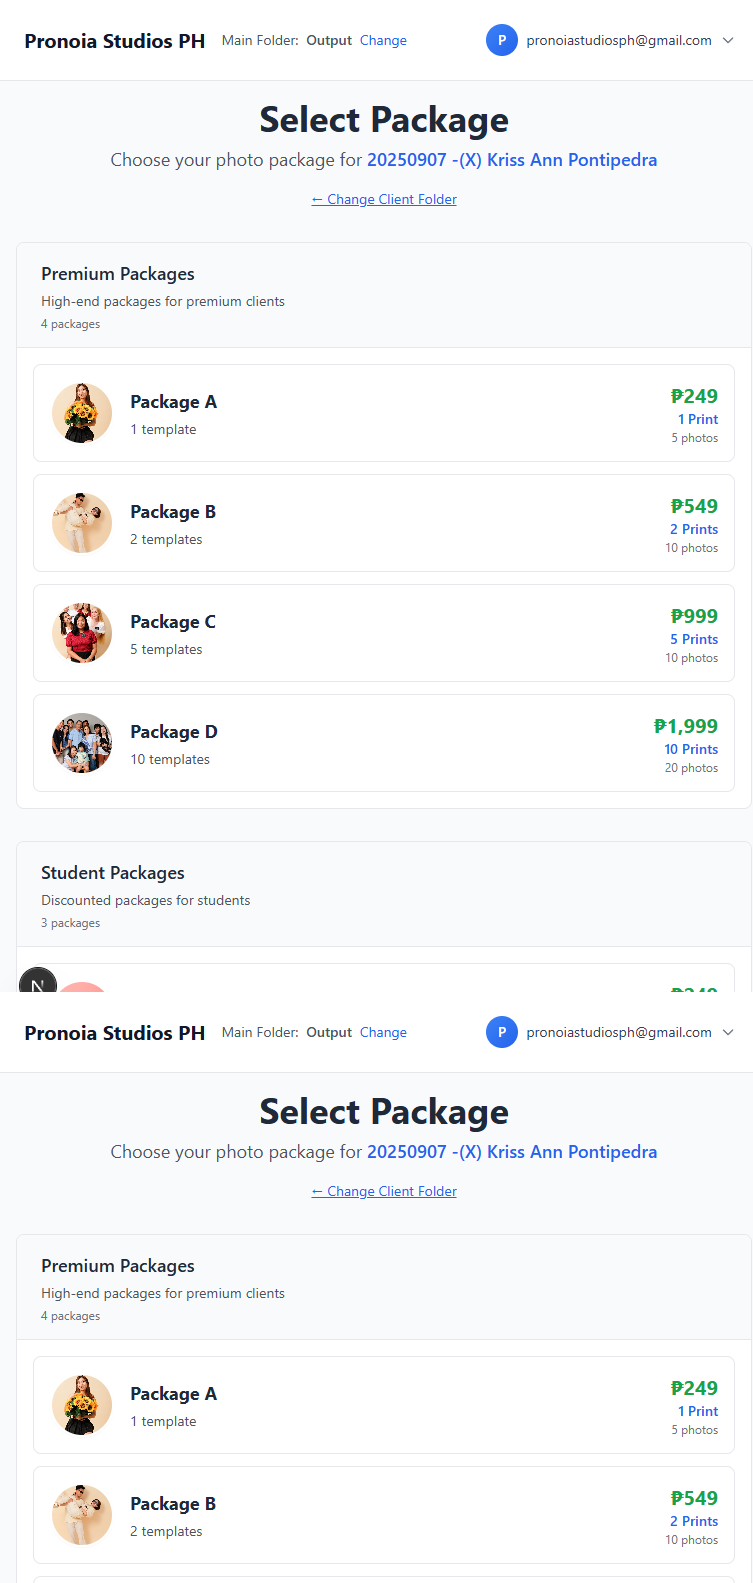 Pronoia Studios PH Main Folder: Output Change P pronoiastudiosph@gmail.com
Select Package
Choose your photo package for 20250907 -(X) Kriss Ann Pontipedra
← Change Client Folder
Premium Packages
High-end packages for premium clients
4 packages
Package A
1 template
₱249
1 Print
5 photos
Package B
2 templates
₱549
2 Prints
10 photos
Package C
5 templates
₱999
5 Prints
10 photos
Package D
10 templates
₱1,999
10 Prints
20 photos
Student Packages
Discounted packages for students
3 packages
N
₱249
Pronoia Studios PH Main Folder: Output Change P pronoiastudiosph@gmail.com
Select Package
Choose your photo package for 20250907 -(X) Kriss Ann Pontipedra
← Change Client Folder
Premium Packages
High-end packages for premium clients
4 packages
Package A
1 template
₱249
1 Print
5 photos
Package B
2 templates
₱549
2 Prints
10 photos